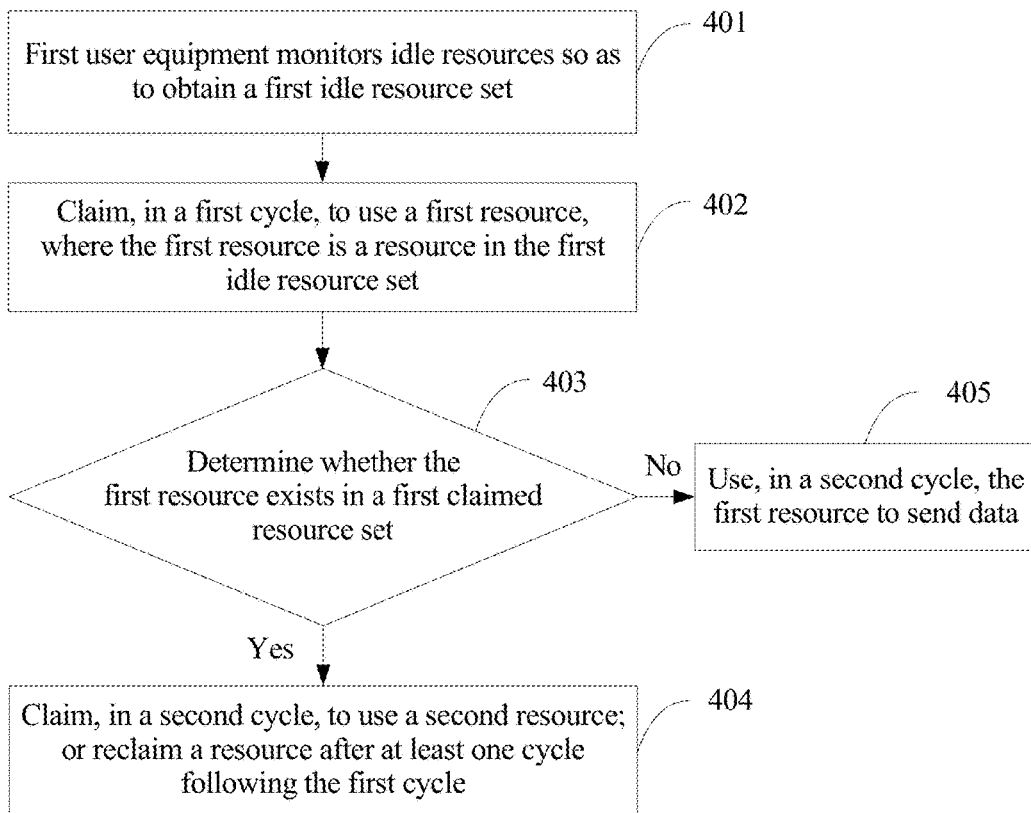 401
First user equipment monitors idle resources so as
to obtain a first idle resource set
402
Claim, in a first cycle, to use a first resource,
where the first resource is a resource in the first
idle resource set
403
Determine whether the
first resource exists in a first claimed
resource set
No
405
Use, in a second cycle, the
first resource to send data
Yes
404
Claim, in a second cycle, to use a second resource;
or reclaim a resource after at least one cycle
following the first cycle